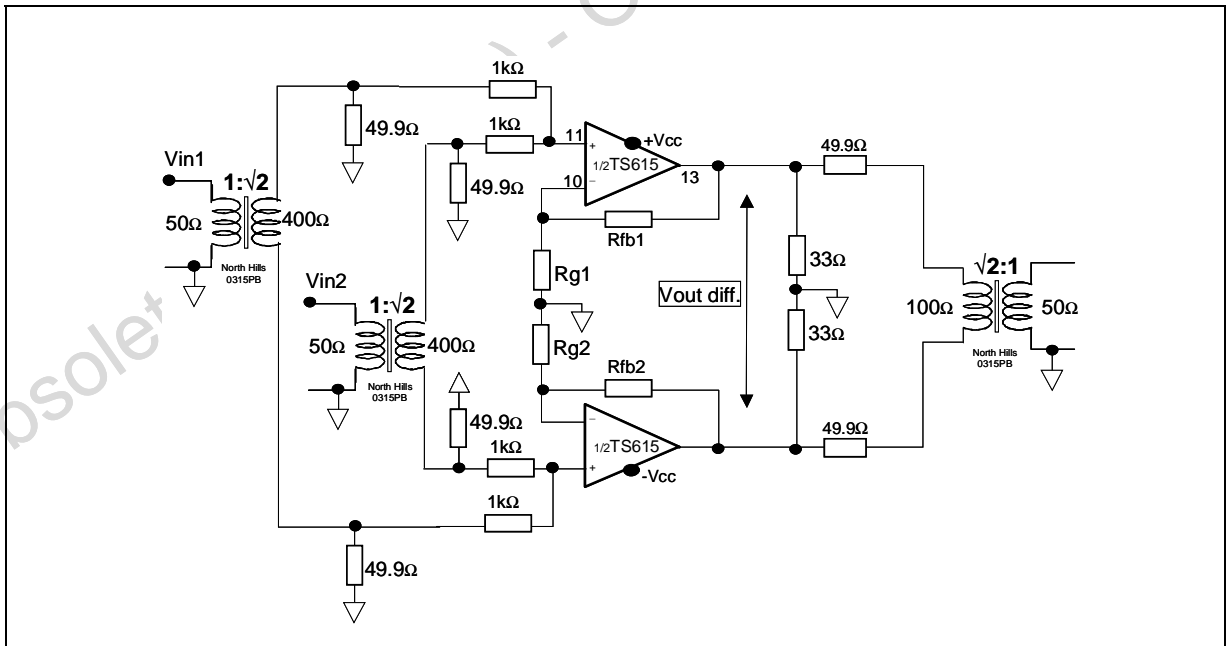 bsolet
) - O
1kΩ
49.9Ω
1kΩ
11
+Vcc
Vin1
1:√2
+
1/2TS615
49.9Ω
49.9Ω
10
–
13
50Ω
400Ω
Rfb1
North Hills
0315PB
Rg1
33Ω
√2:1
Vin2
1:√2
Vout diff.
100Ω
50Ω
50Ω
400Ω
Rg2
33Ω
North Hills
0315PB
Rfb2
North Hills
0315PB
49.9Ω
–
1/2TS615
49.9Ω
1kΩ
+
-Vcc
1kΩ
49.9Ω